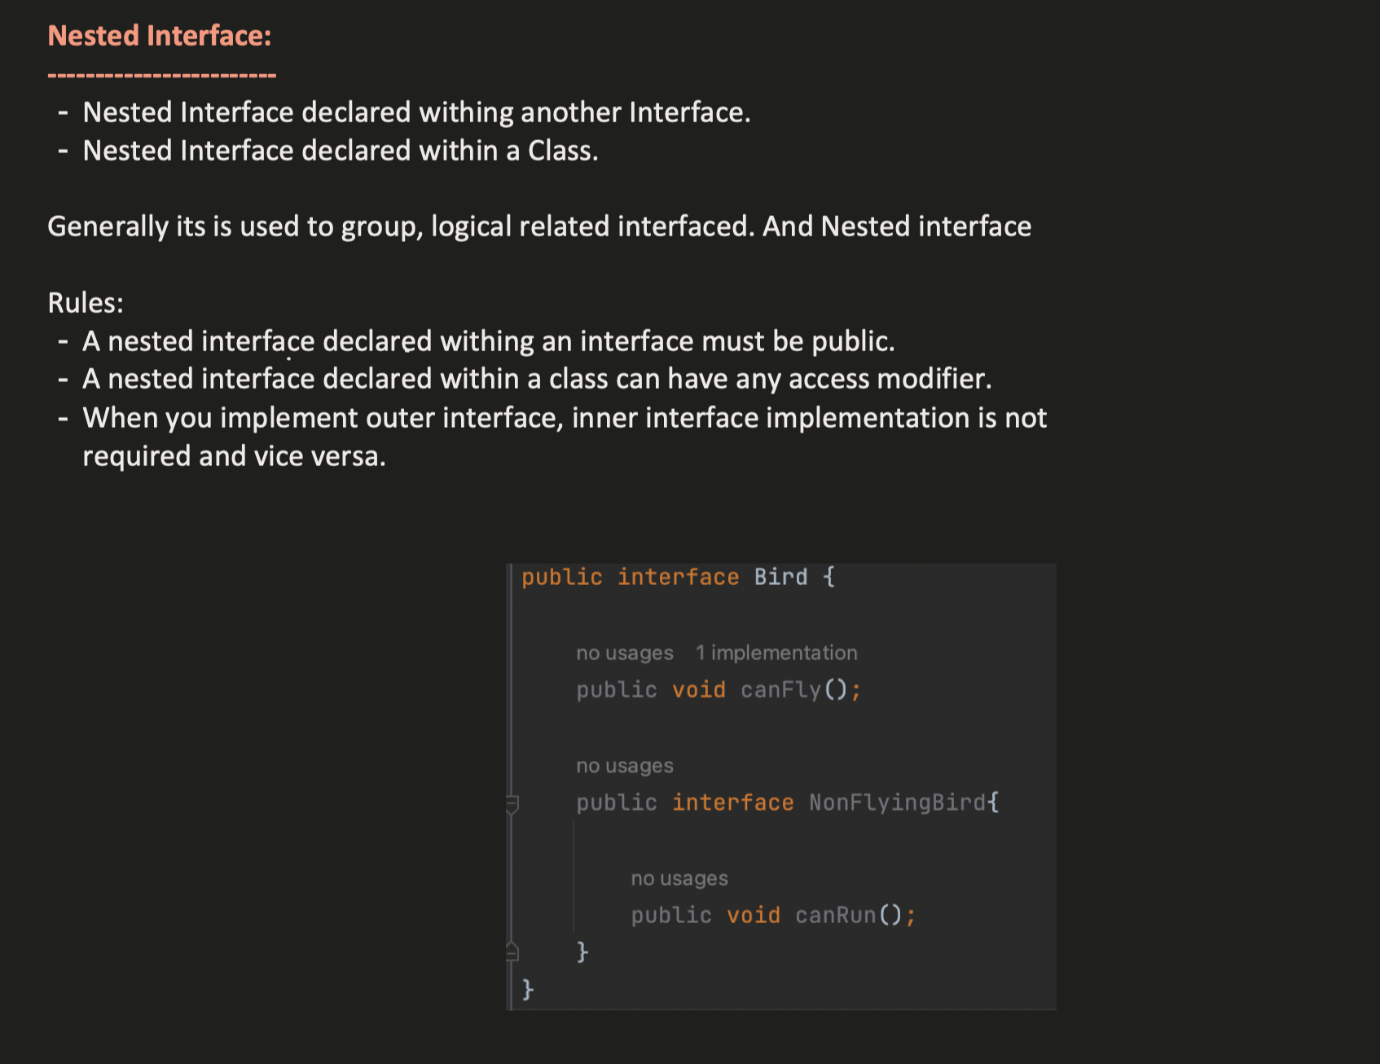 Nested Interface:
------------------------
- Nested Interface declared withing another Interface.
- Nested Interface declared within a Class.
Generally its is used to group, logical related interfaced. And Nested interface
Rules:
- A nested interface declared withing an interface must be public.
- A nested interface declared within a class can have any access modifier.
- When you implement outer interface, inner interface implementation is not
required and vice versa.
public interface Bird {
no usages 1 implementation
public void canFly();
no usages
public interface NonFlyingBird{
no usages
public void canRun();
}
}